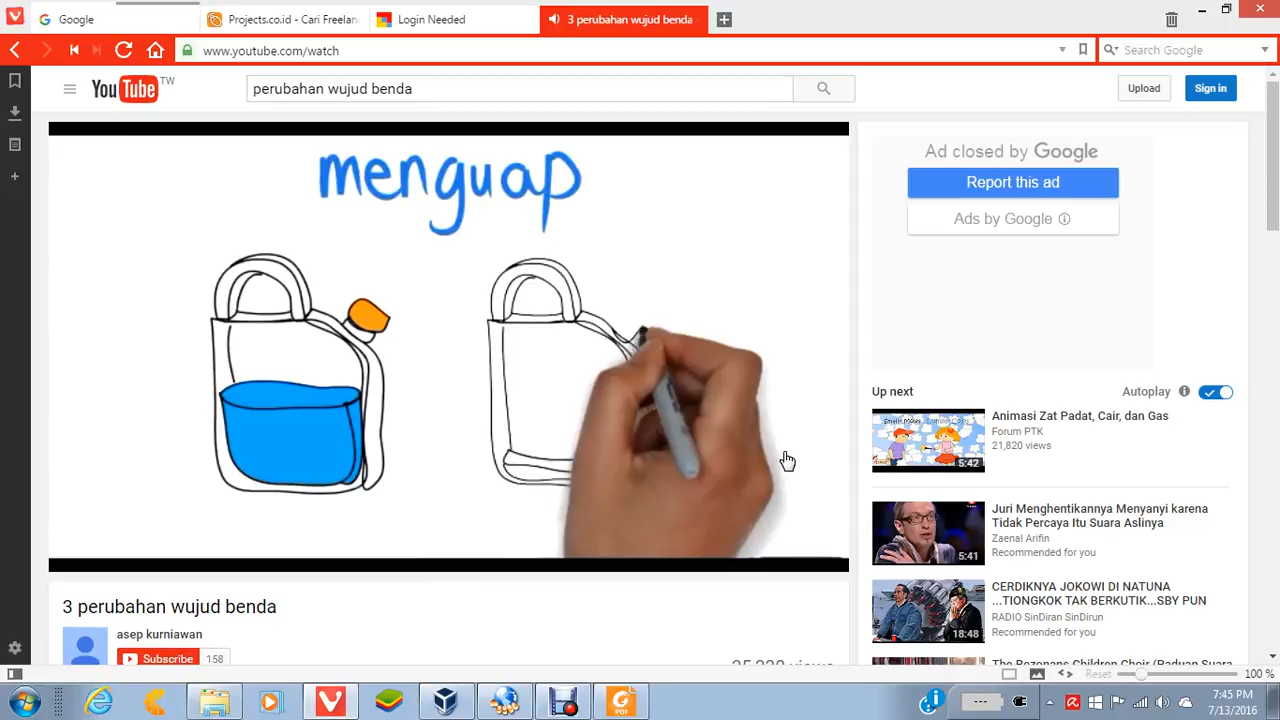 Google
Projects.co.id - Cari Freelan
Login Needed
3 perubahan wujud benda
www.youtube.com/watch
Search Google
YouTube TW
perubahan wujud benda
Upload
Sign in
menguap
Ad closed by Google
Report this ad
Ads by Google
Up next
Autoplay
Animasi Zat Padat, Cair, dan Gas
Forum PTK
21,820 views
5:42
Juri Menghentikannya Menyanyi karena
Tidak Percaya Itu Suara Aslinya
Zaenal Arifin
Recommended for you
5:41
CERDIKNYA JOKOWI DI NATUNA
...TIONGKOK TAK BERKUTIK...SBY PUN
RADIO SinDiran SinDirun
Recommended for you
18:48
3 perubahan wujud benda
asep kurniawan
Subscribe 158
Reset
100 %
PDF
7:45 PM
7/13/2016